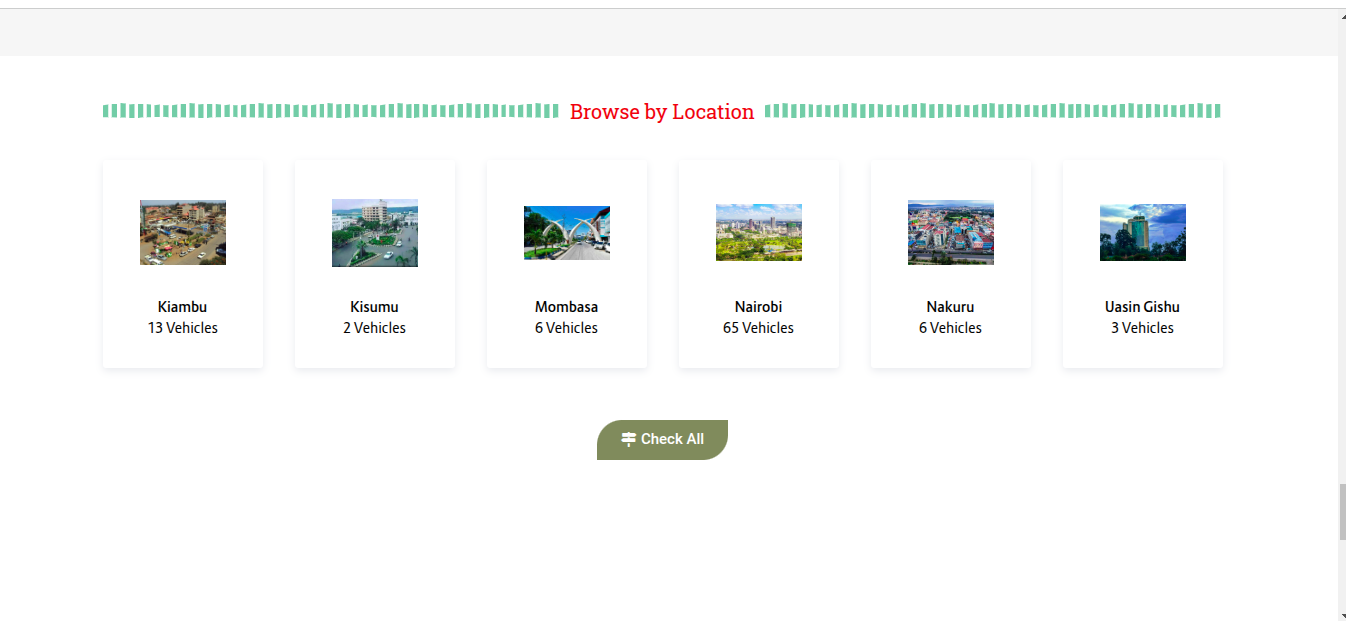 Browse by Location
Kiambu
13 Vehicles
Kisumu
2 Vehicles
Mombasa
6 Vehicles
Nairobi
65 Vehicles
Nakuru
6 Vehicles
Uasin Gishu
3 Vehicles
Check All